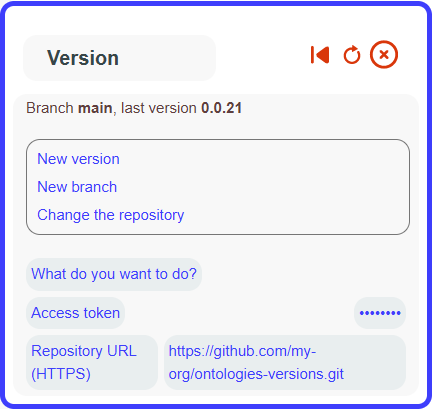 Version
Branch main, last version 0.0.21
New version
New branch
Change the repository
What do you want to do?
Access token
••••••••
Repository URL
(HTTPS)
https://github.com/my-
org/ontologies-versions.git